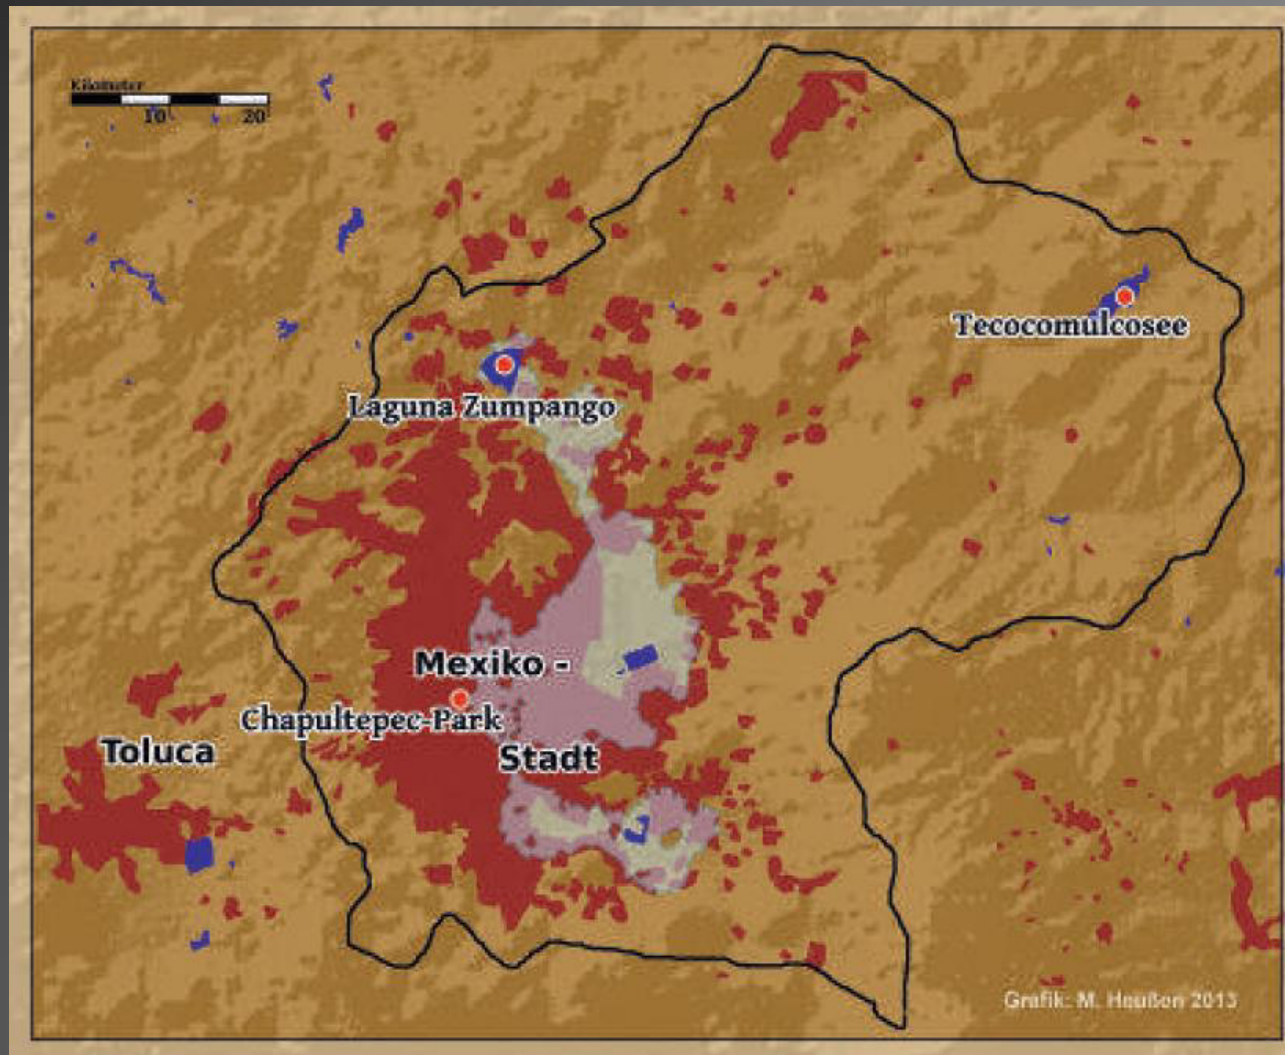 Kilometer
10 20
Tecocomulcosee
Laguna Zumpango
Mexiko -
Chapultepec-Park
Toluca
Stadt
Grafik: M. Heußen 2013